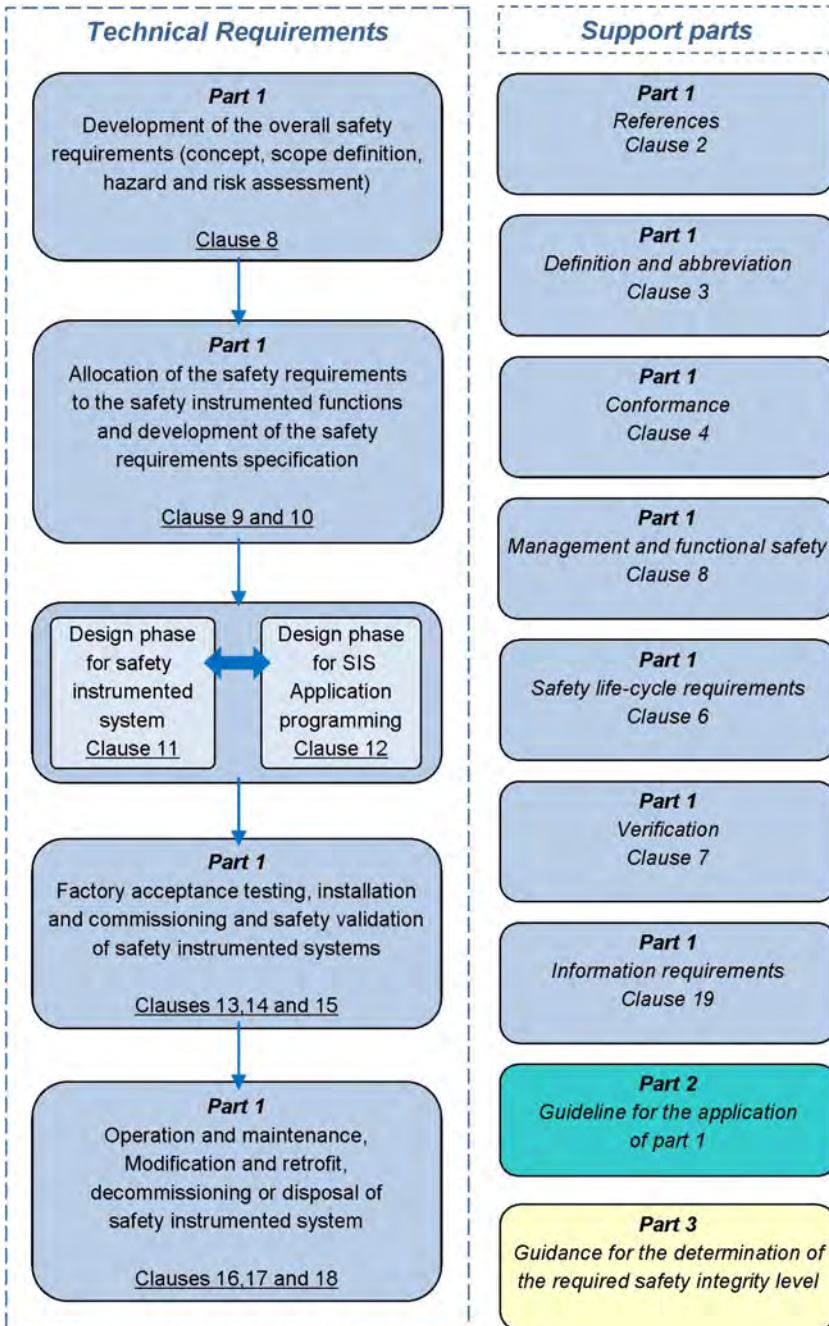 Technical Requirements
Part 1
Development of the overall safety
requirements (concept, scope definition,
hazard and risk assessment)
Clause 8
Part 1
Allocation of the safety requirements
to the safety instrumented functions
and development of the safety
requirements specification
Clause 9 and 10
Design phase
for safety
instrumented
system
Clause 11
Design phase
for SIS
Application
programming
Clause 12
Part 1
Factory acceptance testing, installation
and commissioning and safety validation
of safety instrumented systems
Clauses 13,14 and 15
Part 1
Operation and maintenance,
Modification and retrofit,
decommissioning or disposal of
safety instrumented system
Clauses 16,17 and 18
Support parts
Part 1
References
Clause 2
Part 1
Definition and abbreviation
Clause 3
Part 1
Conformance
Clause 4
Part 1
Management and functional safety
Clause 8
Part 1
Safety life-cycle requirements
Clause 6
Part 1
Verification
Clause 7
Part 1
Information requirements
Clause 19
Part 2
Guideline for the application
of part 1
Part 3
Guidance for the determination of
the required safety integrity level